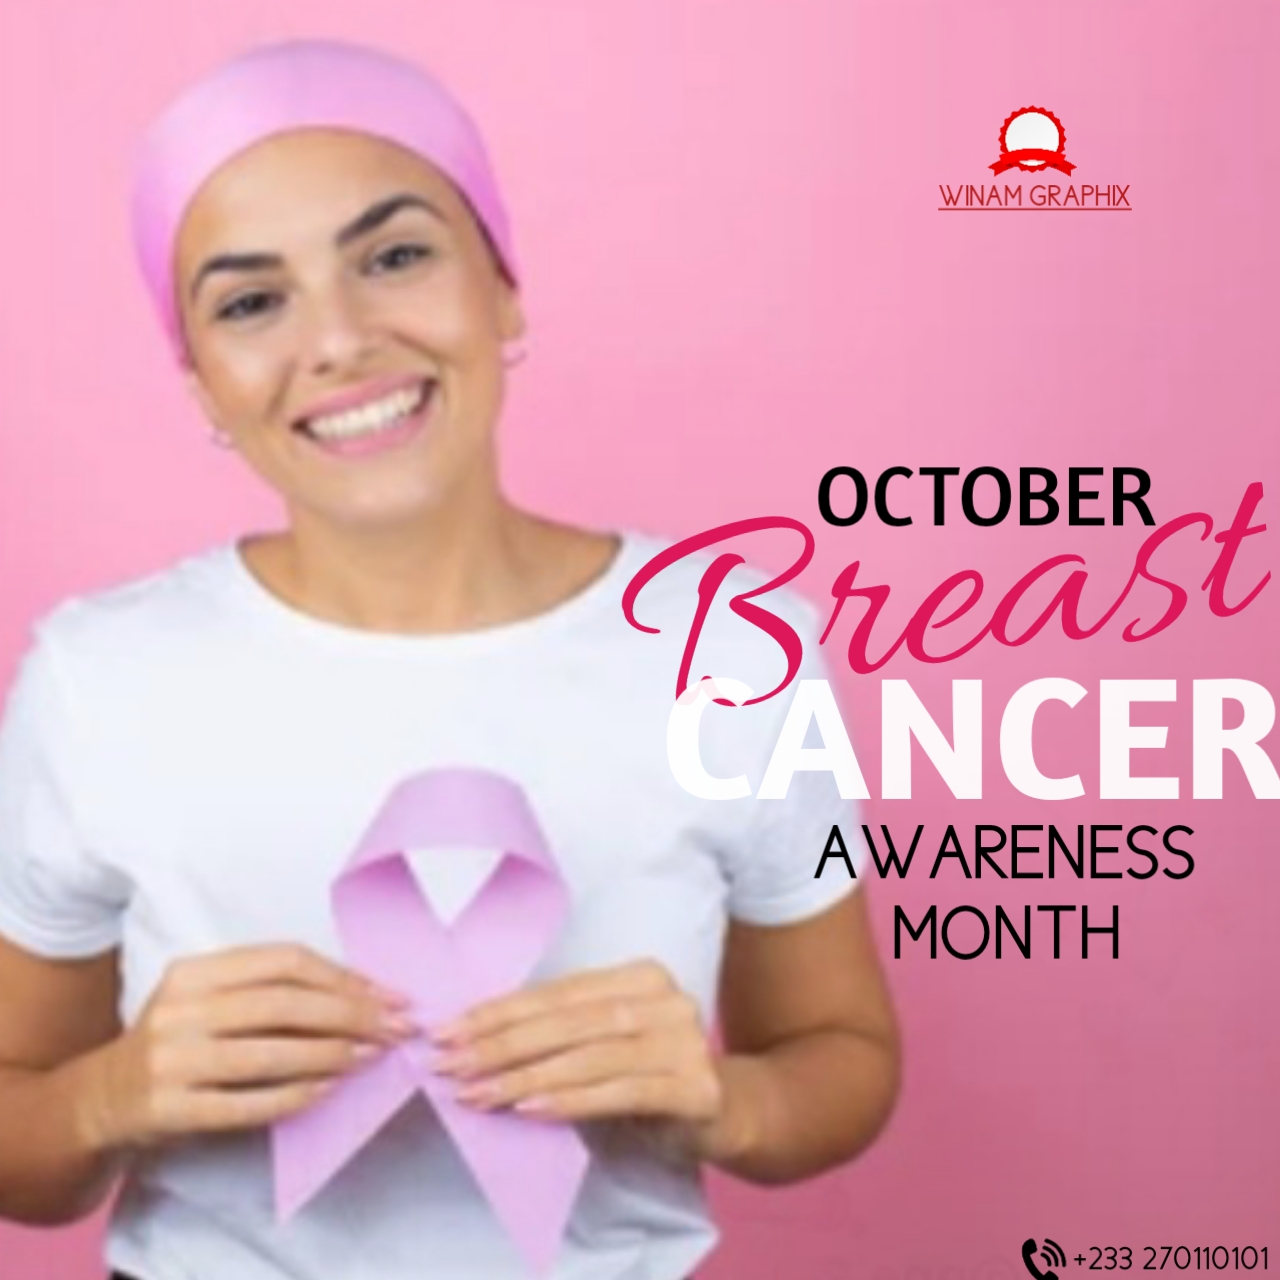 WINAM GRAPHIX
OCTOBER
Breast
CANCER
AWARENESS
MONTH
+233 270110101